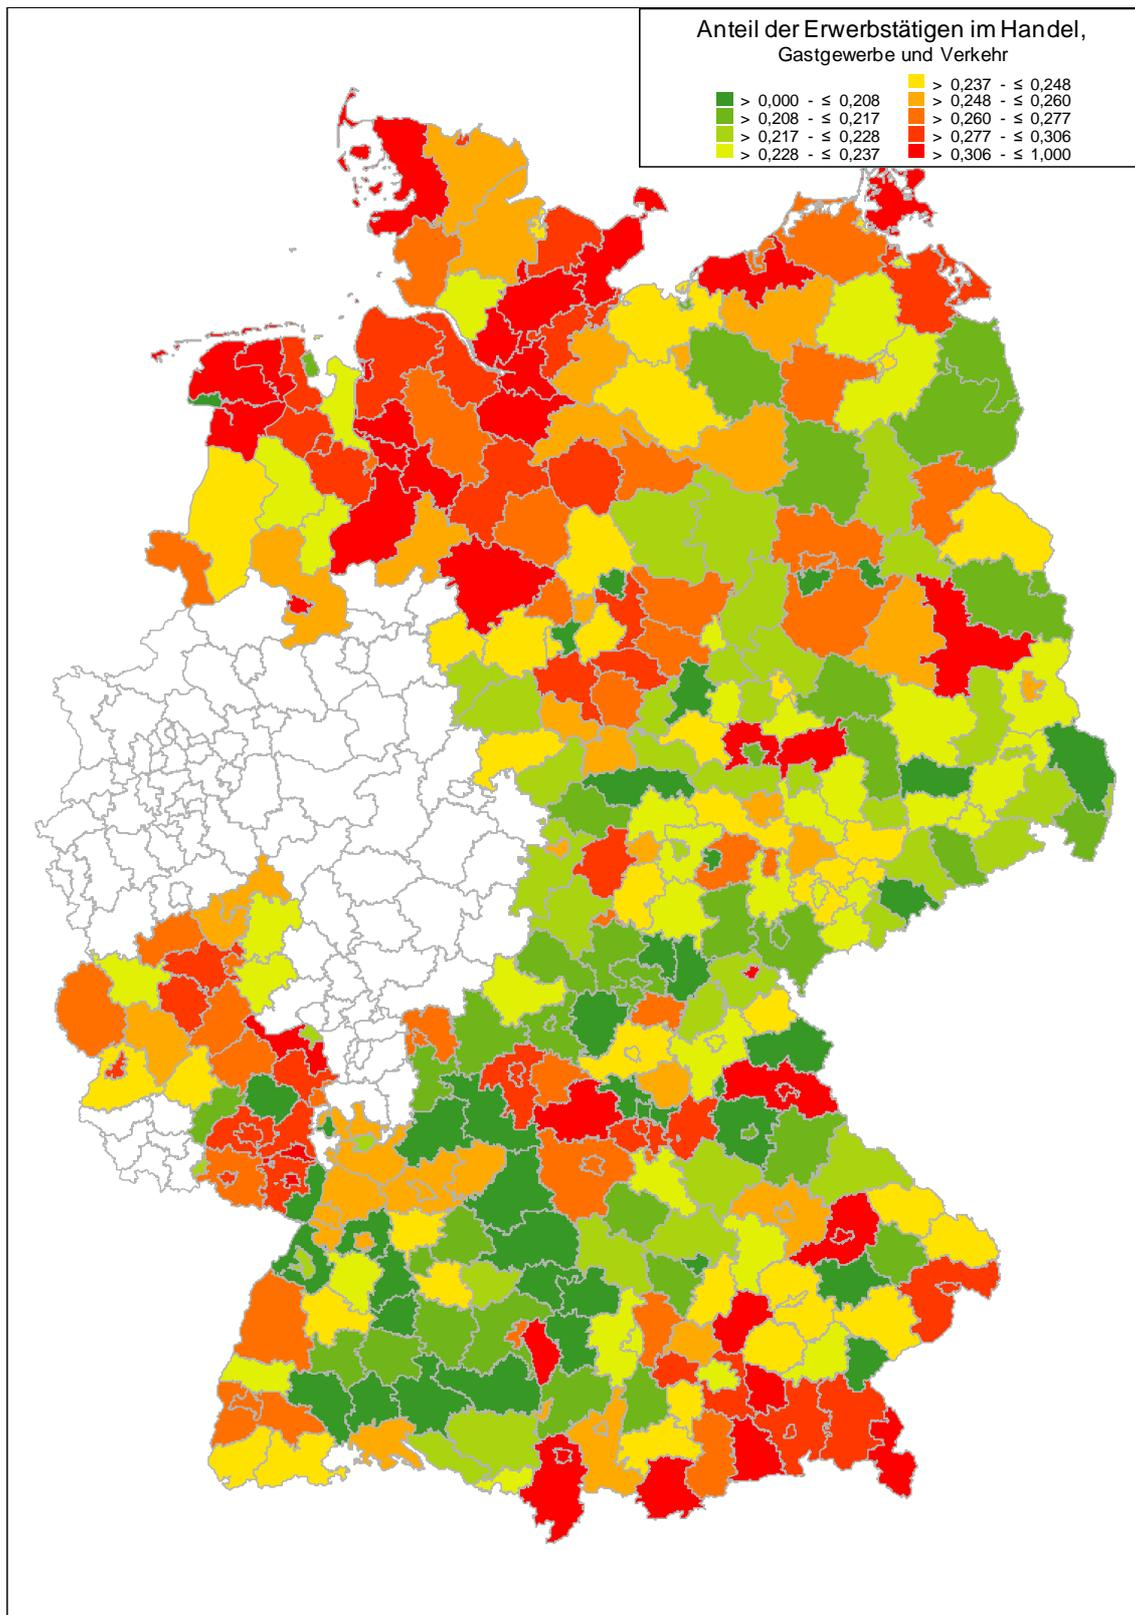 Anteil der Erwerbstätigen im Handel,
Gastgewerbe und Verkehr
> 0,000 - ≤ 0,208
> 0,208 - ≤ 0,217
> 0,217 - ≤ 0,228
> 0,228 - ≤ 0,237
> 0,237 - ≤ 0,248
> 0,248 - ≤ 0,260
> 0,260 - ≤ 0,277
> 0,277 - ≤ 0,306
> 0,306 - ≤ 1,000